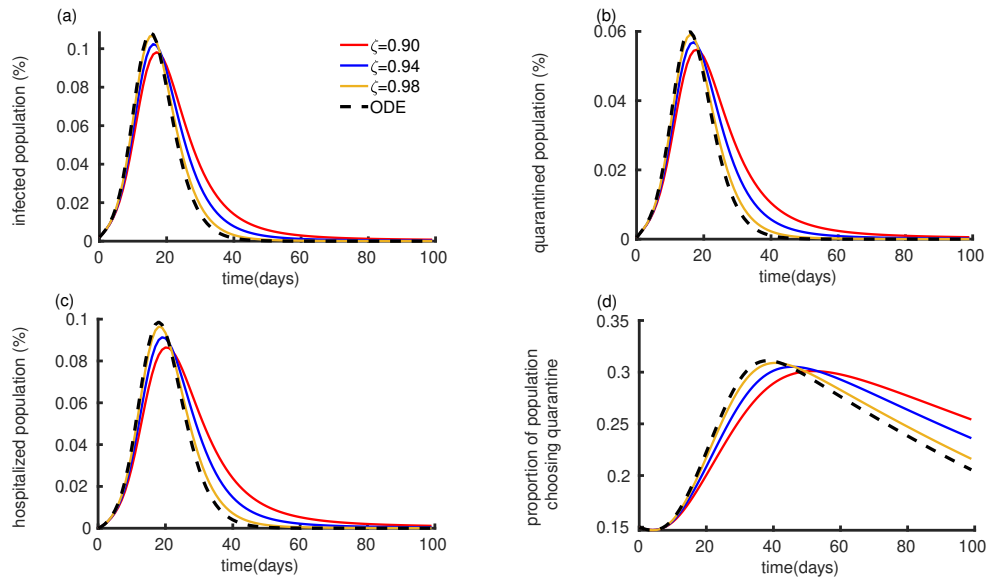 (a)
infected population (%)
0.1
0.08
0.06
0.04
0.02
0
0 20 40 60 80 100
time(days)
ζ=0.90
ζ=0.94
ζ=0.98
ODE
(b)
quarantined population (%)
0.06
0.04
0.02
0
0 20 40 60 80 100
time(days)
(c)
hospitalized population (%)
0.1
0.08
0.06
0.04
0.02
0
0 20 40 60 80 100
time(days)
(d)
proportion of population
choosing quarantine
0.35
0.3
0.25
0.2
0.15
0 20 40 60 80 100
time(days)